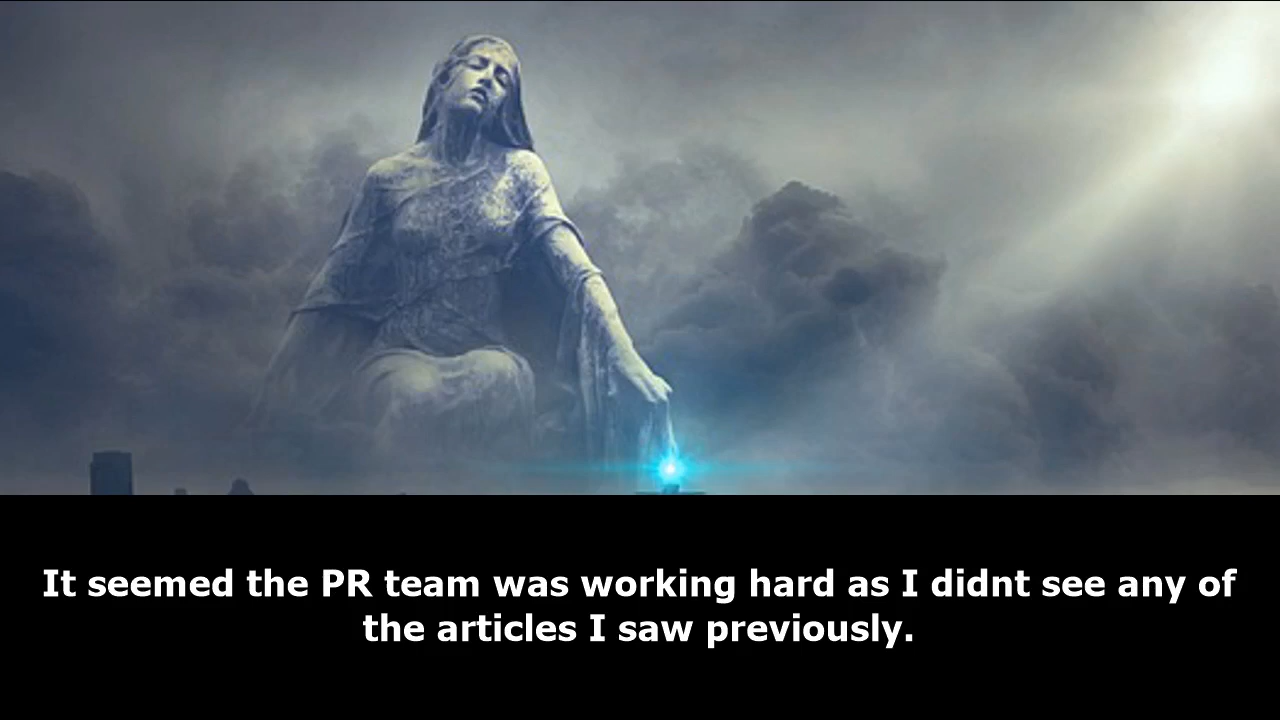 It seemed the PR team was working hard as I didnt see any of
the articles I saw previously.